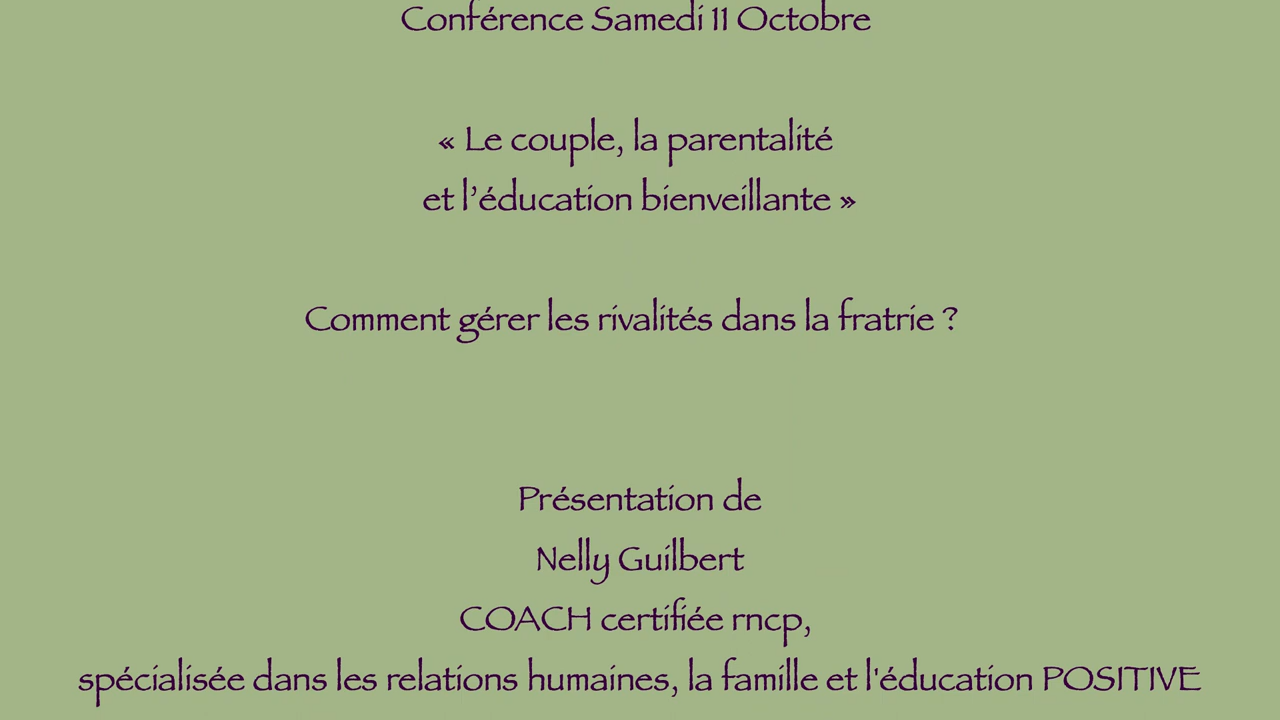 Conférence Samedi 11 Octobre
« Le couple, la parentalité
et l’éducation bienveillante »
Comment gérer les rivalités dans la fratrie ?
Présentation de
Nelly Guilbert
COACH certifiée rncp,
spécialisée dans les relations humaines, la famille et l'éducation POSITIVE